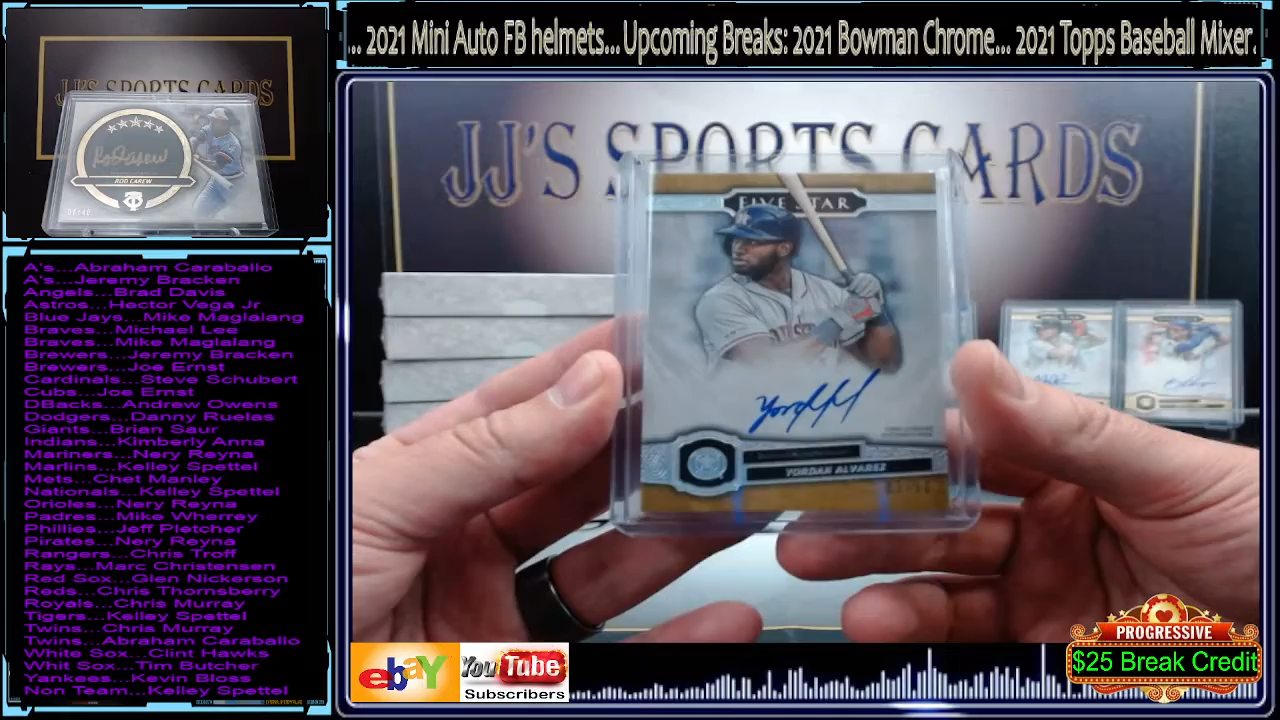 ... 2021 Mini Auto FB helmets... Upcoming Breaks: 2021 Bowman Chrome... 2021 Topps Baseball Mixer.
JJ'S SPORTS CARDS
Rod Carew
ROD CAREW
JJ'S SPORTS CARDS
FIVE STAR
YORDAN ALVAREZ
A's...Abraham Caraballo
A's...Jeremy Bracken
Angels...Brad Davis
Astros...Hector Vega Jr
Blue Jays...Mike Maglalang
Braves...Michael Lee
Braves...Mike Maglalang
Brewers...Jeremy Bracken
Brewers...Joe Ernst
Cardinals...Steve Schubert
Cubs...Joe Ernst
DBacks...Andrew Owens
Dodgers...Danny Ruelas
Giants...Brian Saur
Indians...Kimberly Anna
Mariners...Nery Reyna
Marlins...Kelley Spettel
Mets...Chet Manley
Nationals...Kelley Spettel
Orioles...Nery Reyna
Padres...Mike Wherrey
Phillies...Jeff Pletcher
Pirates...Nery Reyna
Rangers...Chris Troff
Rays...Marc Christensen
Red Sox...Glen Nickerson
Reds...Chris Thornsberry
Royals...Chris Murray
Tigers...Kelley Spettel
Twins...Chris Murray
Twins...Abraham Caraballo
White Sox...Clint Hawks
Whit Sox...Tim Butcher
Yankees...Kevin Bloss
Non Team...Kelley Spettel
ebaY
YouTube
Subscribers
PROGRESSIVE
$25 Break Credit